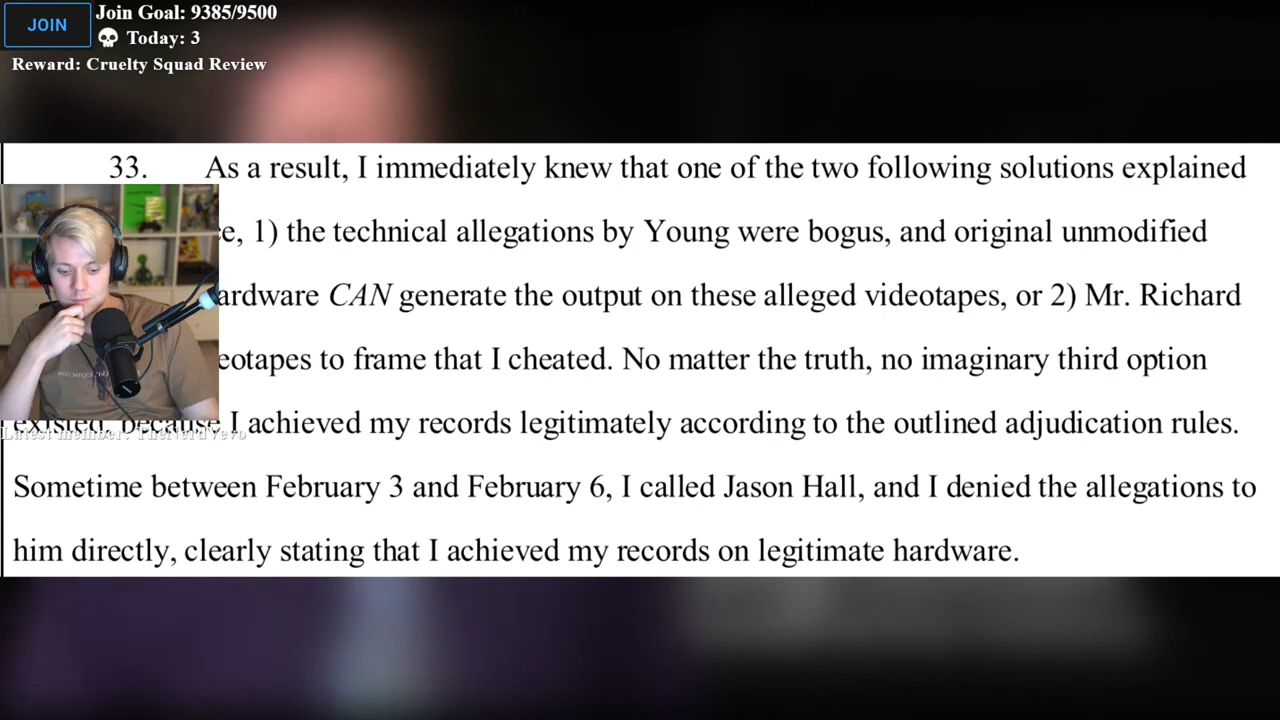 JOIN
Join Goal: 9385/9500
Today: 3
Reward: Cruelty Squad Review
33. As a result, I immediately knew that one of the two following solutions explained
1) the technical allegations by Young were bogus, and original unmodified
CAN generate the output on these alleged videotapes, or 2) Mr. Richard
to frame that I cheated. No matter the truth, no imaginary third option
existed, because I achieved my records legitimately according to the outlined adjudication rules.
Latest member: TheNerdVevo
Sometime between February 3 and February 6, I called Jason Hall, and I denied the allegations to
him directly, clearly stating that I achieved my records on legitimate hardware.